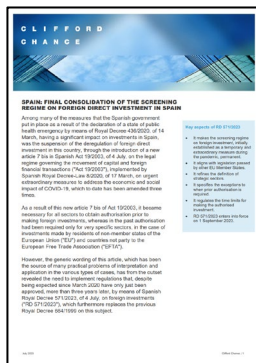 CLIFFORD
CHANCE
SPAIN: FINAL CONSOLIDATION OF THE SCREENING
REGIME ON FOREIGN DIRECT INVESTMENT IN SPAIN
Among many of the measures that the Spanish government
put in place as a result of the declaration of a state of public
health emergency by means of Royal Decree 436/2020, of 14
March, having a significant impact on investments in Spain,
was the suspension of the deregulation of foreign direct
investment in this country, through the introduction of a new
article 7 bis in Spanish Act 19/2003, of 4 July, on the legal
regime governing the movement of capital and foreign
financial transactions ("Act 19/2003"), implemented by
Spanish Royal Decree-Law 8/2020, of 17 March, on urgent
extraordinary measures to address the economic and social
impact of COVID-19, which to date has been amended three
times.
As a result of this new article 7 bis of Act 19/2003, it became
necessary for all sectors to obtain authorisation prior to
making foreign investments, whereas in the past authorisation
had been required only for very specific sectors, in the case of
investments made by residents of non-member states of the
European Union ("EU") and countries not party to the
European Free Trade Association ("EFTA").
However, the generic wording of this article, which has been
the source of many practical problems of interpretation and
application in the various types of cases, has from the outset
revealed the need to implement regulations that, despite
being expected since March 2020 have only just been
approved, more than three years later, by means of Spanish
Royal Decree 571/2023, of 4 July, on foreign investments
("RD 571/2023"), which furthermore replaces the previous
Royal Decree 664/1999 on this subject.
Key aspects of RD 571/2023
• It makes the screening regime
on foreign investment, initially
established as a temporary and
extraordinary measure during
the pandemic, permanent.
• It aligns with legislation passed
by other EU Member States.
• It refines the definition of
strategic sectors.
• It specifies the exceptions to
when prior authorisation is
required.
• It regulates the time limits for
making the authorised
investment.
• RD 571/2023 enters into force
on 1 September 2023.
July 2023
Clifford Chance | 1